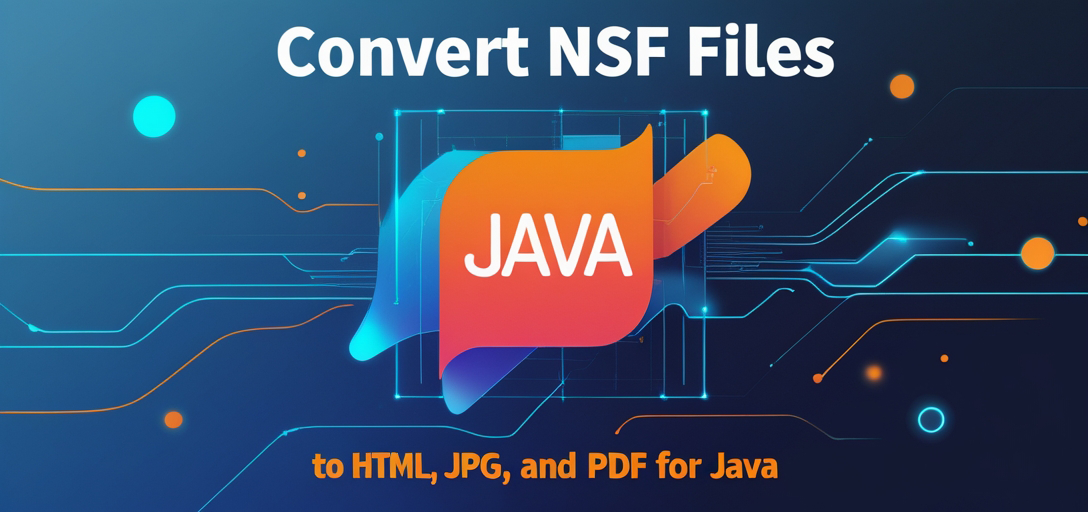 Convert NSF Files
JAVA
to HTML, JPG, and PDF for Java